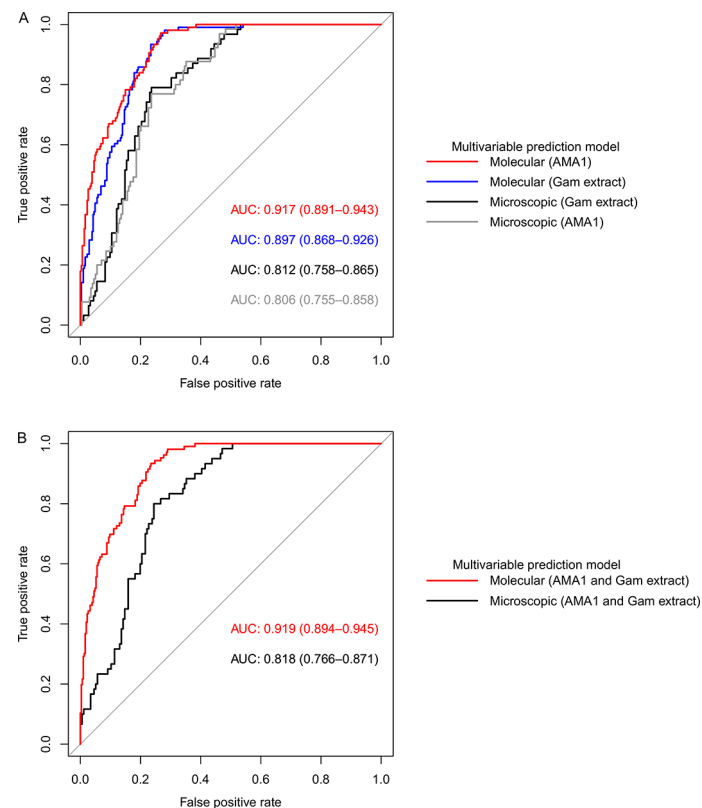 A
True positive rate
1.0
0.8
0.6
0.4
0.2
0.0
AUC: 0.917 (0.891–0.943)
AUC: 0.897 (0.868–0.926)
AUC: 0.812 (0.758–0.865)
AUC: 0.806 (0.755–0.858)
0.0 0.2 0.4 0.6 0.8 1.0
False positive rate
Multivariable prediction model
Molecular (AMA1)
Molecular (Gam extract)
Microscopic (Gam extract)
Microscopic (AMA1)
B
True positive rate
1.0
0.8
0.6
0.4
0.2
0.0
AUC: 0.919 (0.894–0.945)
AUC: 0.818 (0.766–0.871)
0.0 0.2 0.4 0.6 0.8 1.0
False positive rate
Multivariable prediction model
Molecular (AMA1 and Gam extract)
Microscopic (AMA1 and Gam extract)